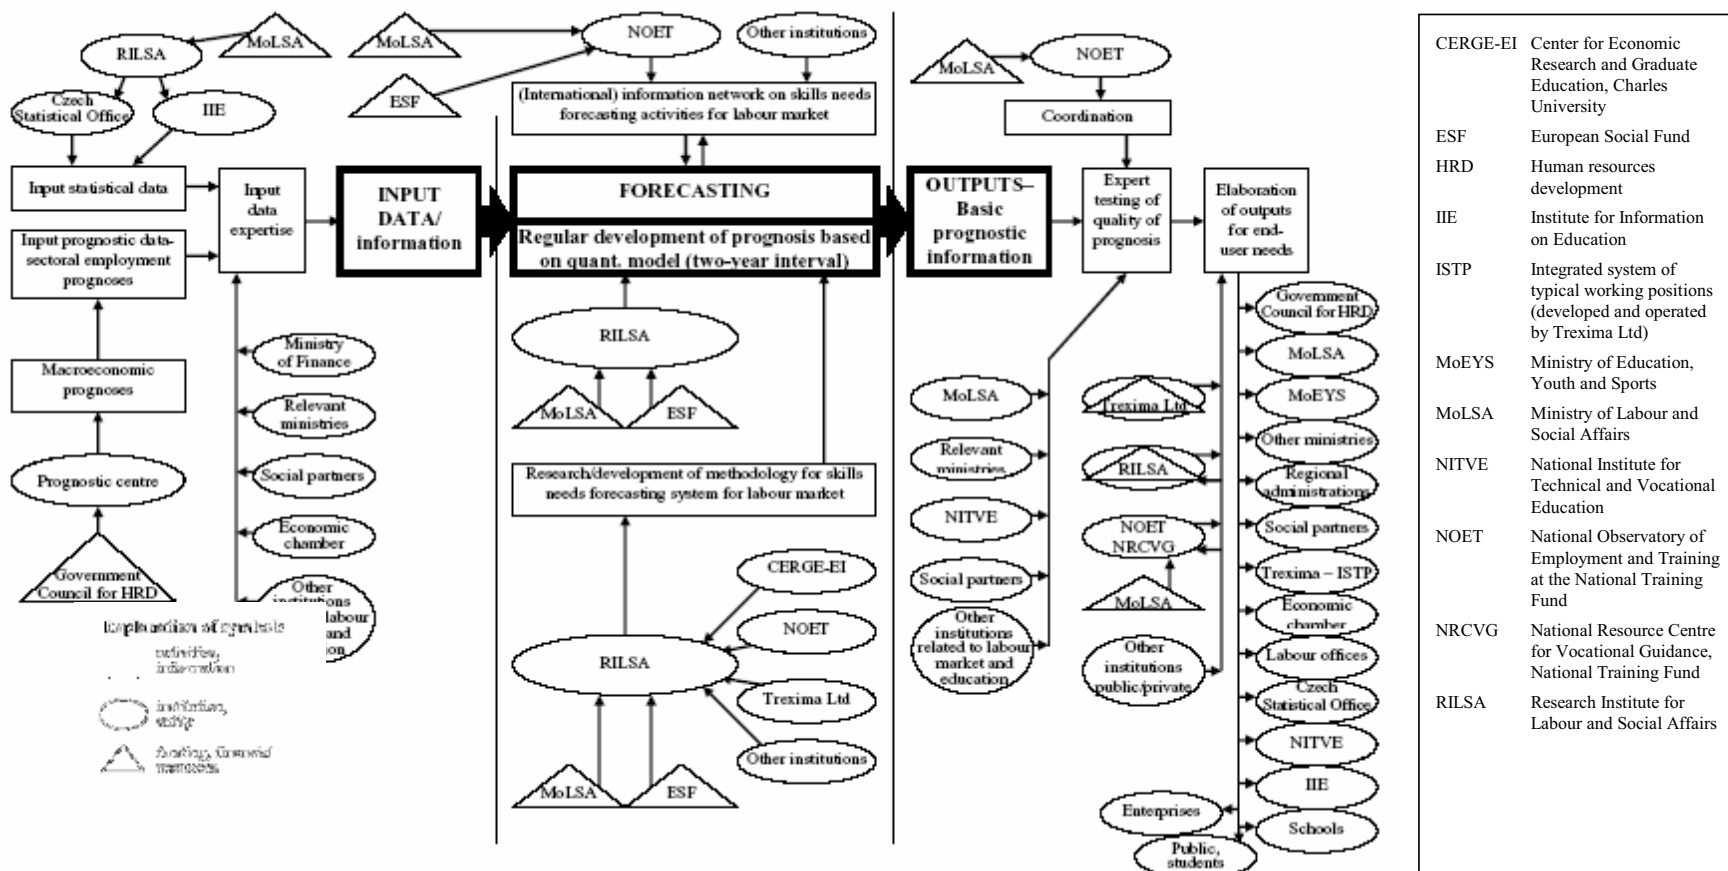 MoLSA
RILSA
Czech
Statistical Office
IIE
Input statistical data
Input prognostic data-
sectoral employment
prognoses
Macroeconomic
prognoses
Prognostic centre
Government
Council for HRD
Input
data
expertise
Ministry
of Finance
Relevant
ministries
Social partners
Economic
chamber
Other
institutions
labour
and
Explanation of symbols
institution,
INPUT
DATA/
information
MoLSA
ESF
NOET
Other institutions
(International) information network on skills needs
forecasting activities for labour market
FORECASTING
Regular development of prognosis based
on quant. model (two-year interval)
RILSA
MoLSA
ESF
Research/development of methodology for skills
needs forecasting system for labour market
CERGE-EI
NOET
RILSA
Trexima Ltd
Other institutions
MoLSA
ESF
MoLSA
NOET
Coordination
OUTPUTS–
Basic
prognostic
information
Expert
testing of
quality of
prognosis
Elaboration
of outputs
for end-
user needs
MoLSA
Relevant
ministries
NITVE
Social partners
Other
institutions
related to labour
market and
education
Trexima Ltd
RILSA
NOET
NRCVG
MoLSA
Other
institutions
public/private
Government
Council for HRD
MoLSA
MoEYS
Other ministries
Regional
administrations
Social partners
Trexima – ISTP
Economic
chamber
Labour offices
Czech
Statistical Office
NITVE
IIE
Enterprises
Schools
Public,
students
CERGE-EI Center for Economic
Research and Graduate
Education, Charles
University
ESF European Social Fund
HRD Human resources
development
IIE Institute for Information
on Education
ISTP Integrated system of
typical working positions
(developed and operated
by Trexima Ltd)
MoEYS Ministry of Education,
Youth and Sports
MoLSA Ministry of Labour and
Social Affairs
NITVE National Institute for
Technical and Vocational
Education
NOET National Observatory of
Employment and Training
at the National Training
Fund
NRCVG National Resource Centre
for Vocational Guidance,
National Training Fund
RILSA Research Institute for
Labour and Social Affairs